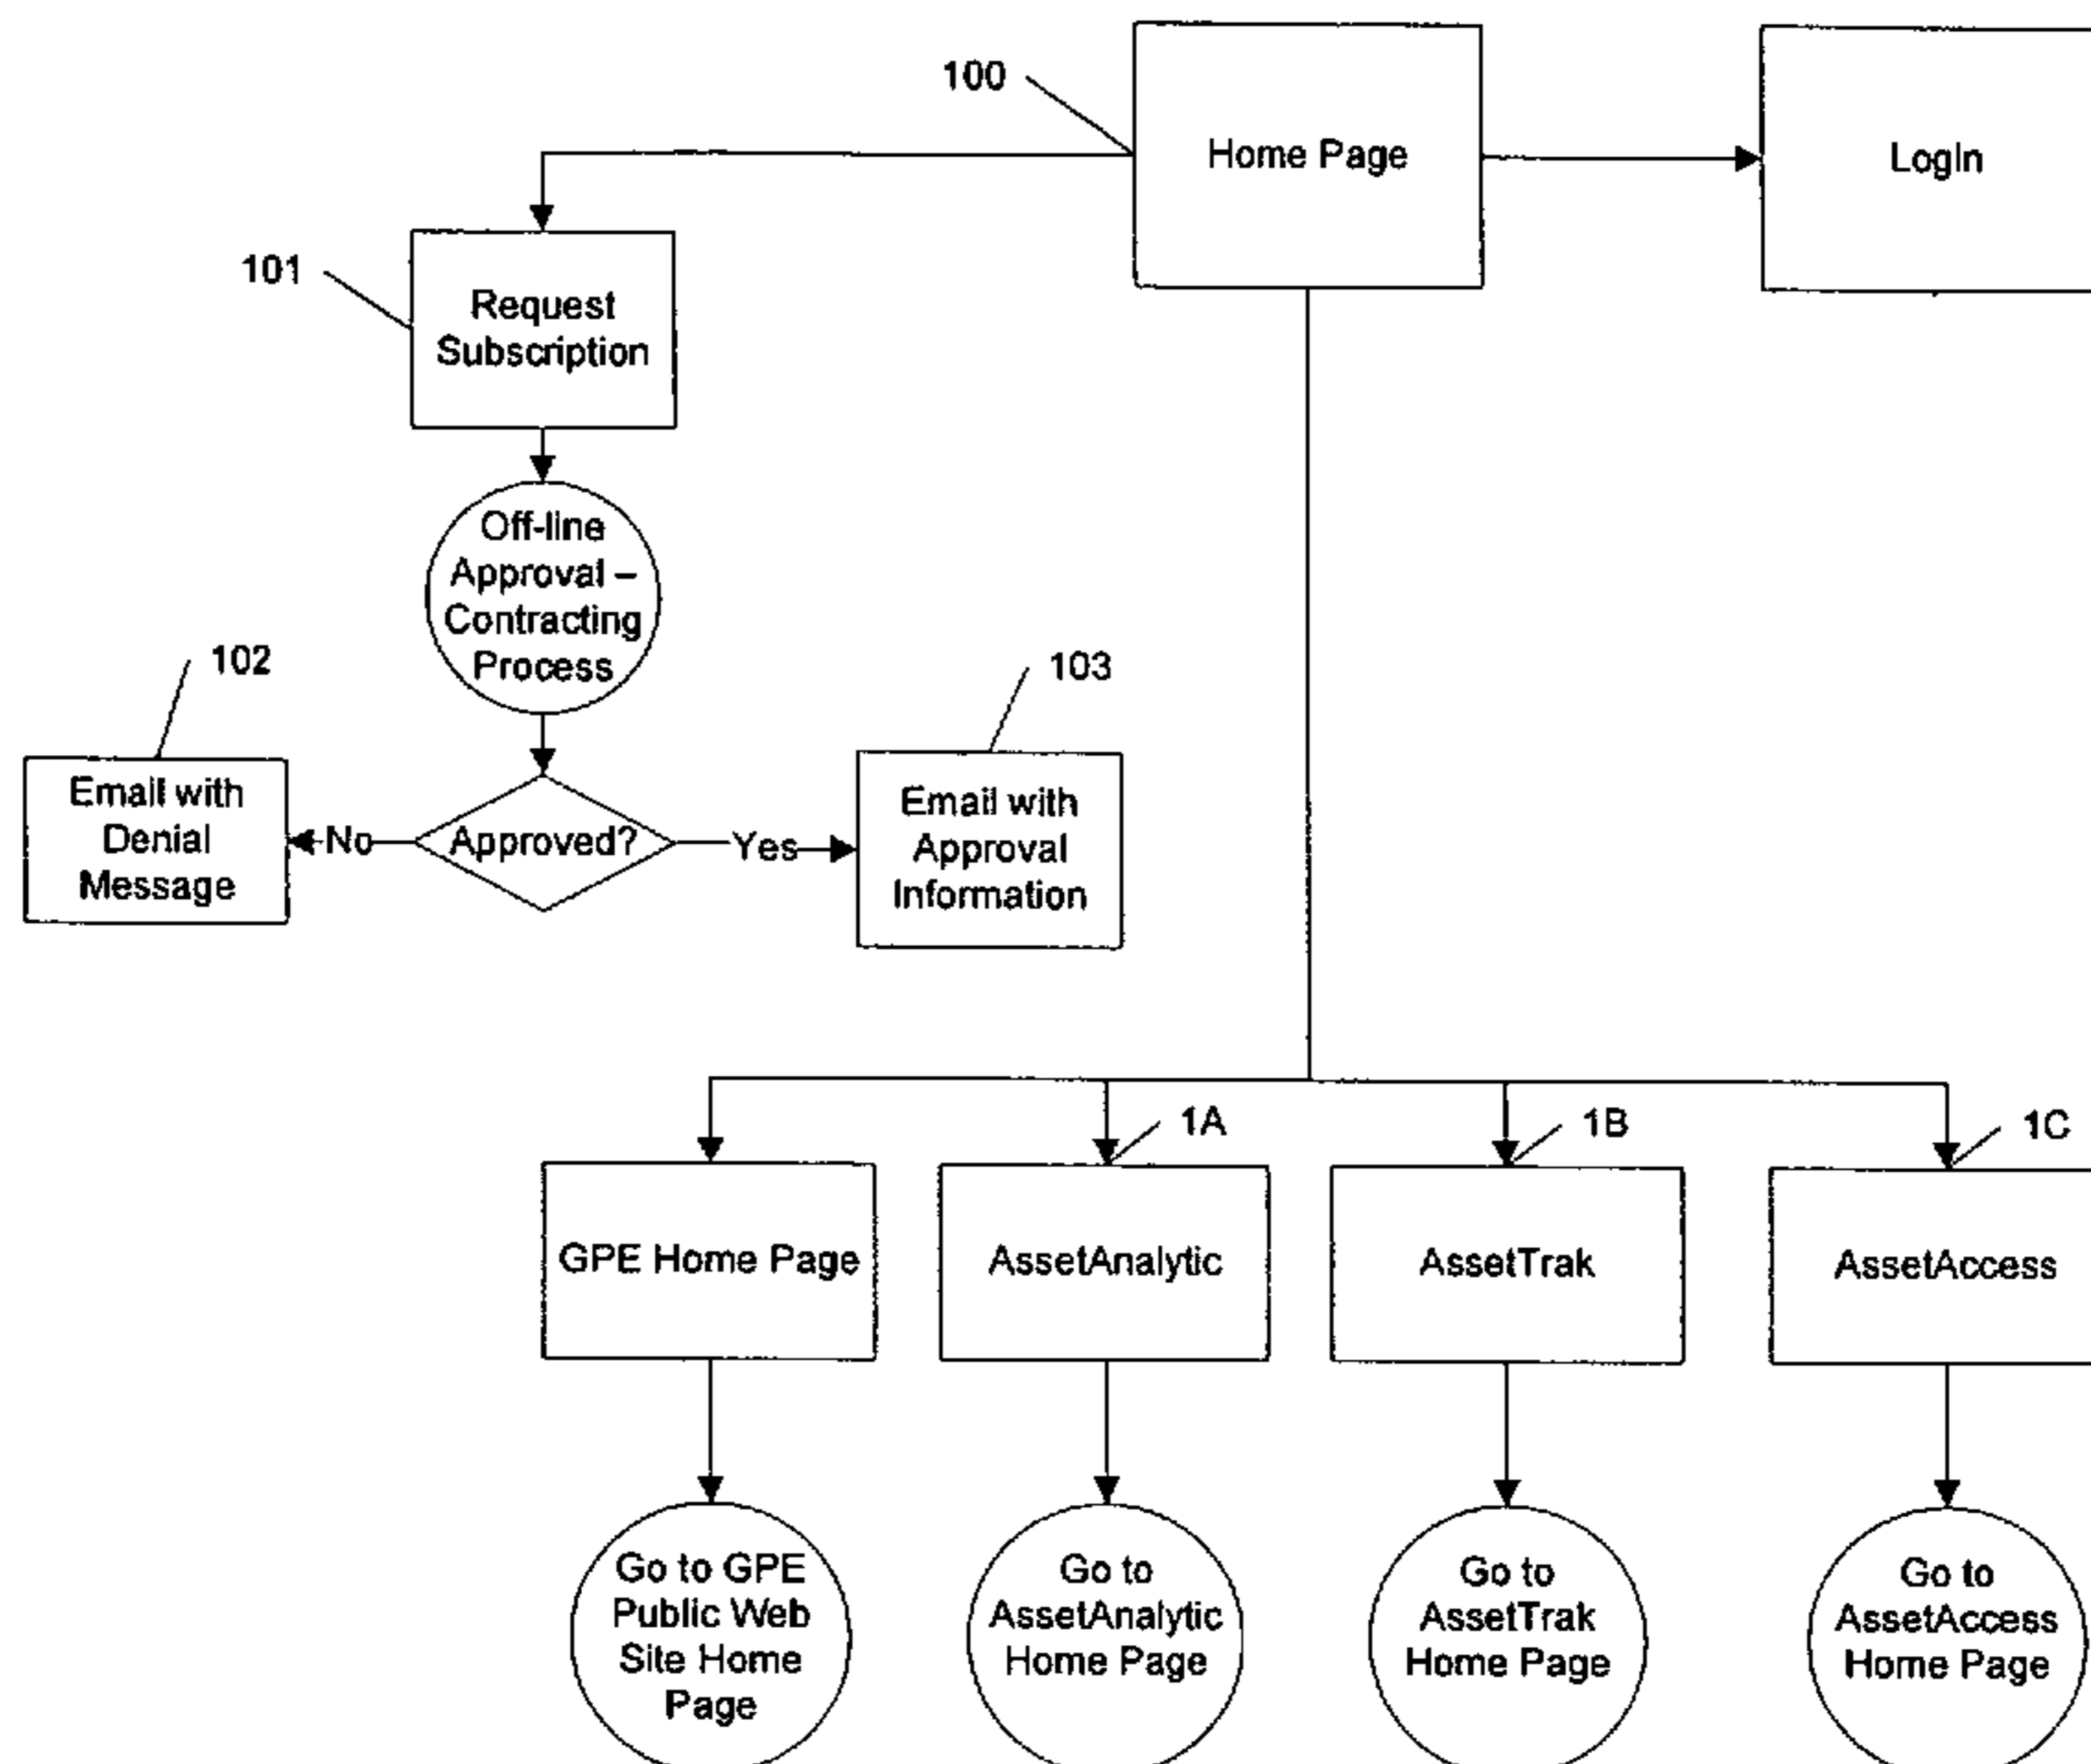 100
Home Page
LogIn
101
Request
Subscription
Off-line
Approval –
Contracting
Process
102
103
Email with
Denial
Message
No
Approved?
Yes
Email with
Approval
Information
1A
1B
1C
GPE Home Page
AssetAnalytic
AssetTrak
AssetAccess
Go to GPE
Public Web
Site Home
Page
Go to
AssetAnalytic
Home Page
Go to
AssetTrak
Home Page
Go to
AssetAccess
Home Page